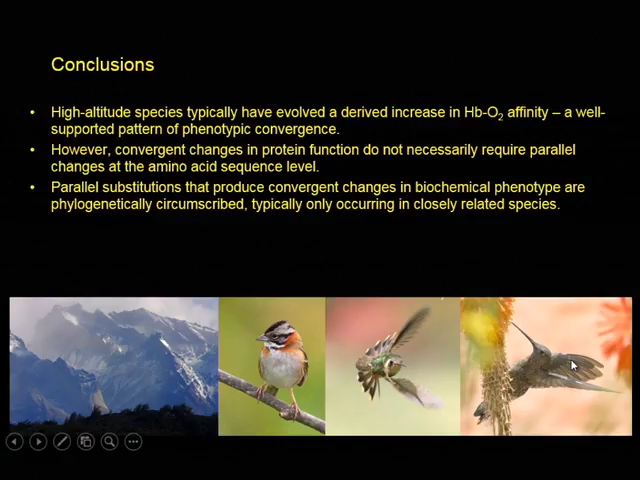 Conclusions
• High-altitude species typically have evolved a derived increase in Hb-O₂ affinity – a well-
supported pattern of phenotypic convergence.
• However, convergent changes in protein function do not necessarily require parallel
changes at the amino acid sequence level.
• Parallel substitutions that produce convergent changes in biochemical phenotype are
phylogenetically circumscribed, typically only occurring in closely related species.